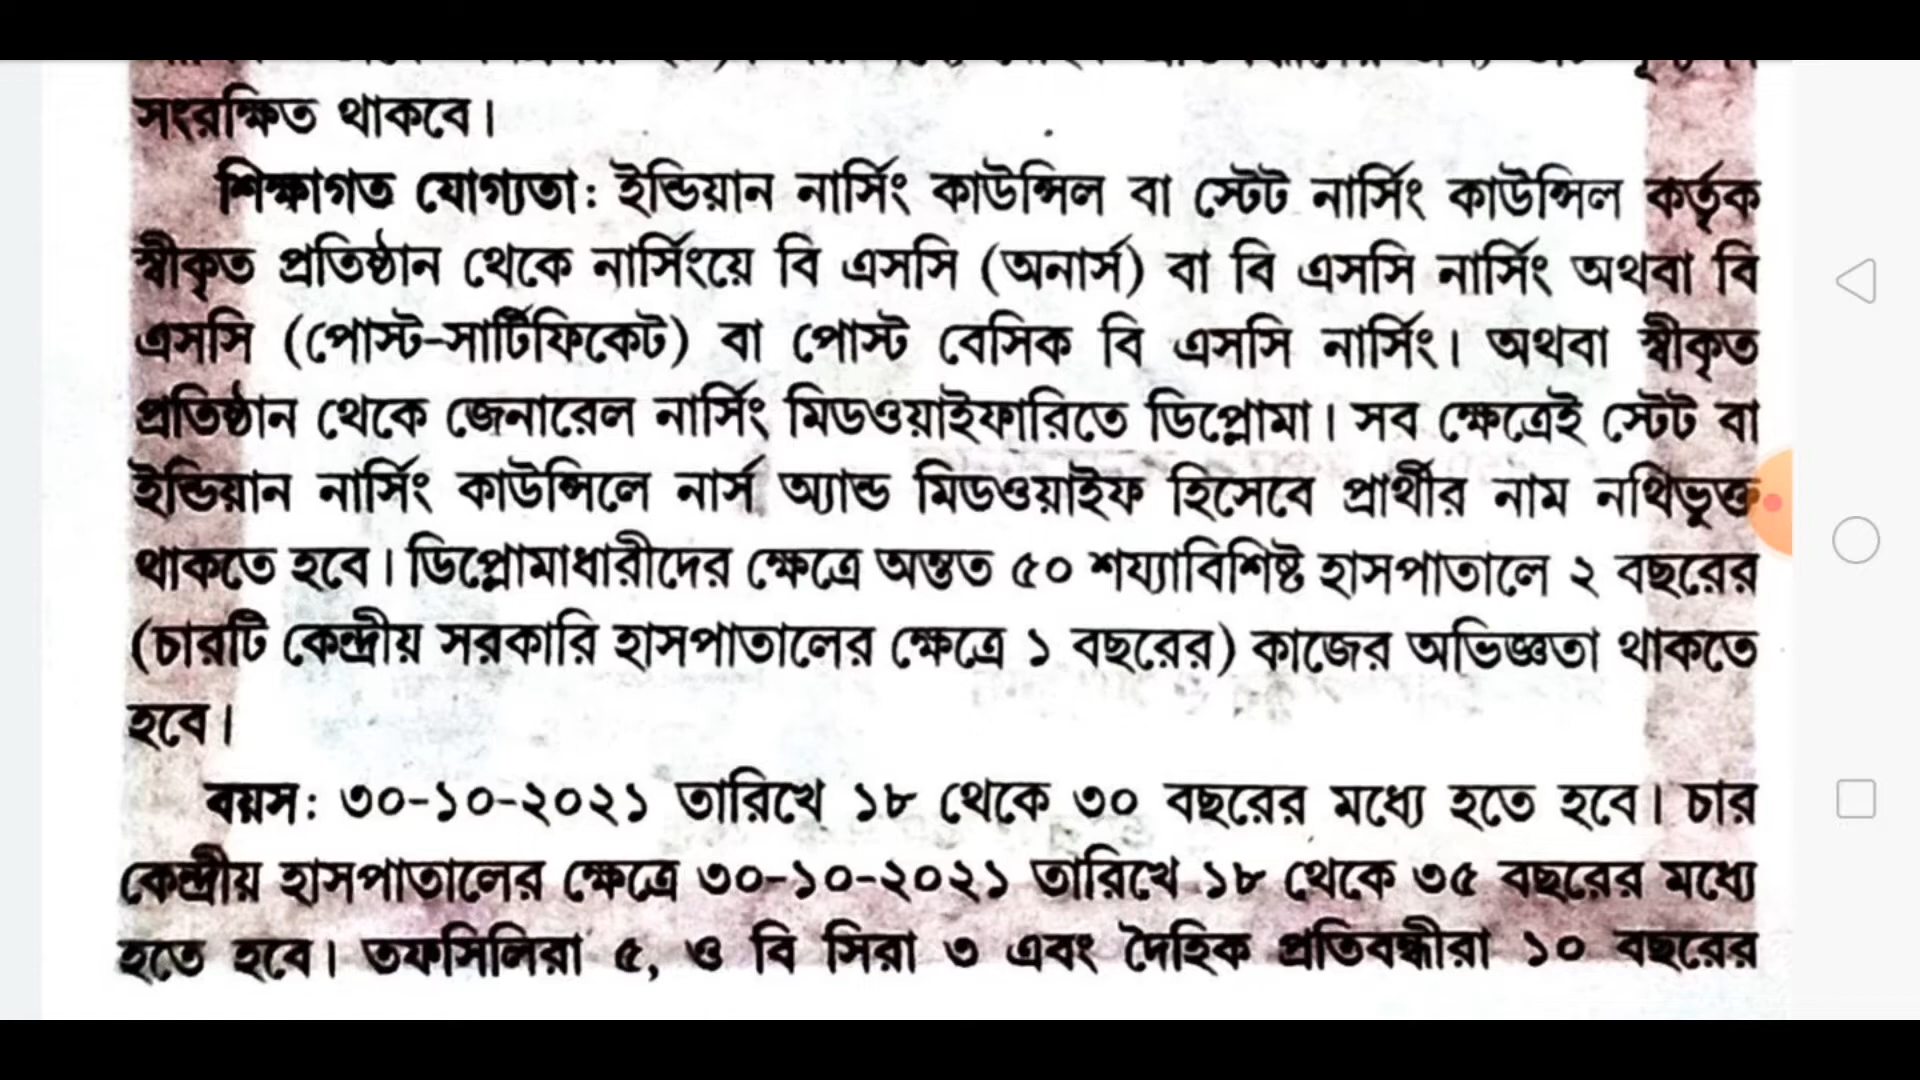 সংরক্ষিত থাকবে।
শিক্ষাগত যোগ্যতা: ইন্ডিয়ান নার্সিং কাউন্সিল বা স্টেট নার্সিং কাউন্সিল কর্তৃক
স্বীকৃত প্রতিষ্ঠান থেকে নার্সিংয়ে বি এসসি (অনার্স) বা বি এসসি নার্সিং অথবা বি
এসসি (পোস্ট-সার্টিফিকেট) বা পোস্ট বেসিক বি এসসি নার্সিং। অথবা স্বীকৃত
প্রতিষ্ঠান থেকে জেনারেল নার্সিং মিডওয়াইফারিতে ডিপ্লোমা। সব ক্ষেত্রেই স্টেট বা
ইন্ডিয়ান নার্সিং কাউন্সিলে নার্স অ্যান্ড মিডওয়াইফ হিসেবে প্রার্থীর নাম নথিভুক্ত
থাকতে হবে। ডিপ্লোমাধারীদের ক্ষেত্রে অন্তত ৫০ শয্যাবিশিষ্ট হাসপাতালে ২ বছরের
(চারটি কেন্দ্রীয় সরকারি হাসপাতালের ক্ষেত্রে ১ বছরের) কাজের অভিজ্ঞতা থাকতে
হবে।
বয়স: ৩০-১০-২০২১ তারিখে ১৮ থেকে ৩০ বছরের মধ্যে হতে হবে। চার
কেন্দ্রীয় হাসপাতালের ক্ষেত্রে ৩০-১০-২০২১ তারিখে ১৮ থেকে ৩৫ বছরের মধ্যে
হতে হবে। তফসিলিরা ৫, ও বি সিরা ৩ এবং দৈহিক প্রতিবন্ধীরা ১০ বছরের